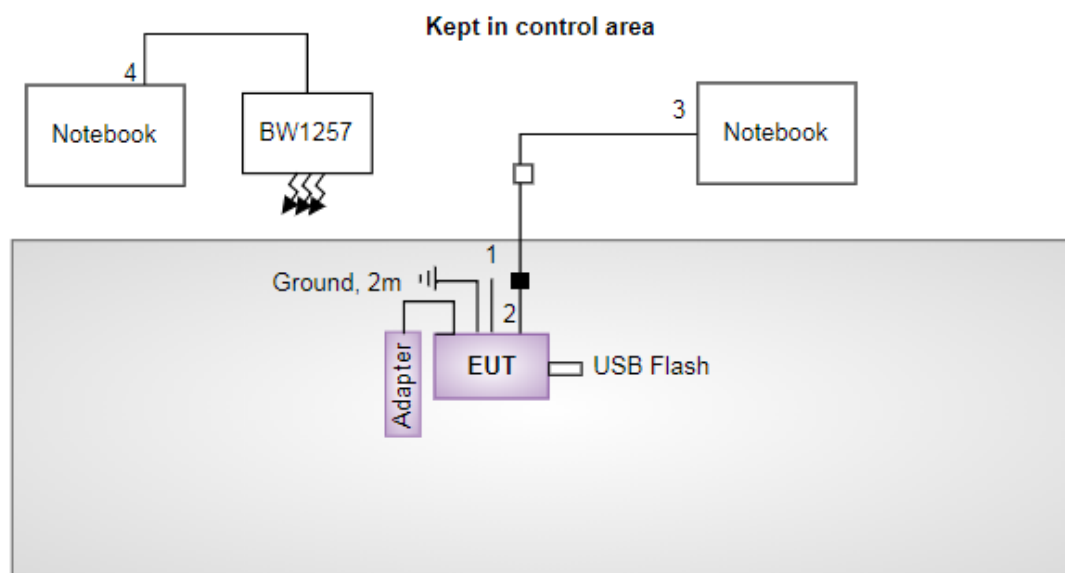 Kept in control area
4
Notebook
BW1257
3
Notebook
1
Ground, 2m
2
Adapter
EUT
USB Flash